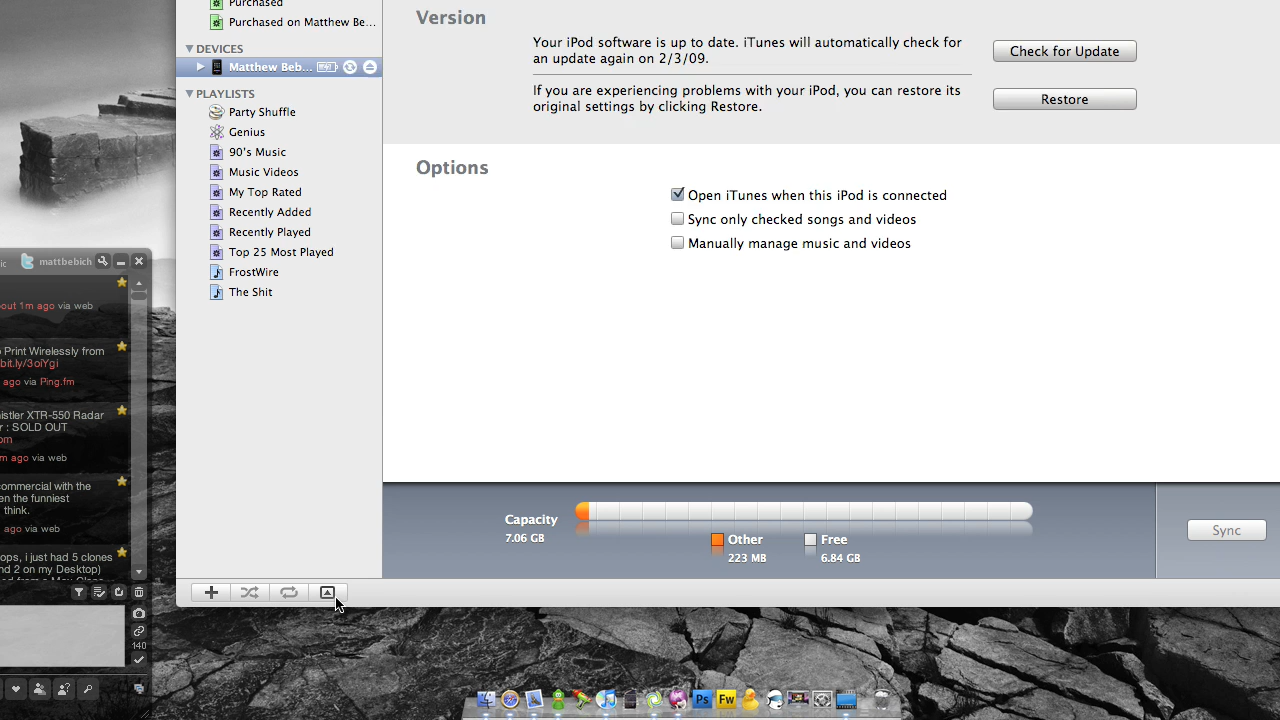 Purchased
Purchased on Matthew Be...
DEVICES
Matthew Beb...
PLAYLISTS
Party Shuffle
Genius
90's Music
Music Videos
My Top Rated
Recently Added
Recently Played
Top 25 Most Played
FrostWire
The Shit
Version
Your iPod software is up to date. iTunes will automatically check for
an update again on 2/3/09.
Check for Update
If you are experiencing problems with your iPod, you can restore its
original settings by clicking Restore.
Restore
Options
Open iTunes when this iPod is connected
Sync only checked songs and videos
Manually manage music and videos
Capacity
7.06 GB
Other
223 MB
Free
6.84 GB
Sync
ic
mattbebich
out 1m ago via web
Print Wirelessly from
bit.ly/3oiYgi
ago via Ping.fm
histler XTR-550 Radar
r : SOLD OUT
om
m ago via web
commercial with the
en the funniest
think.
ago via web
ops, i just had 5 clones
nd 2 on my Desktop)
140
Ps
Fw